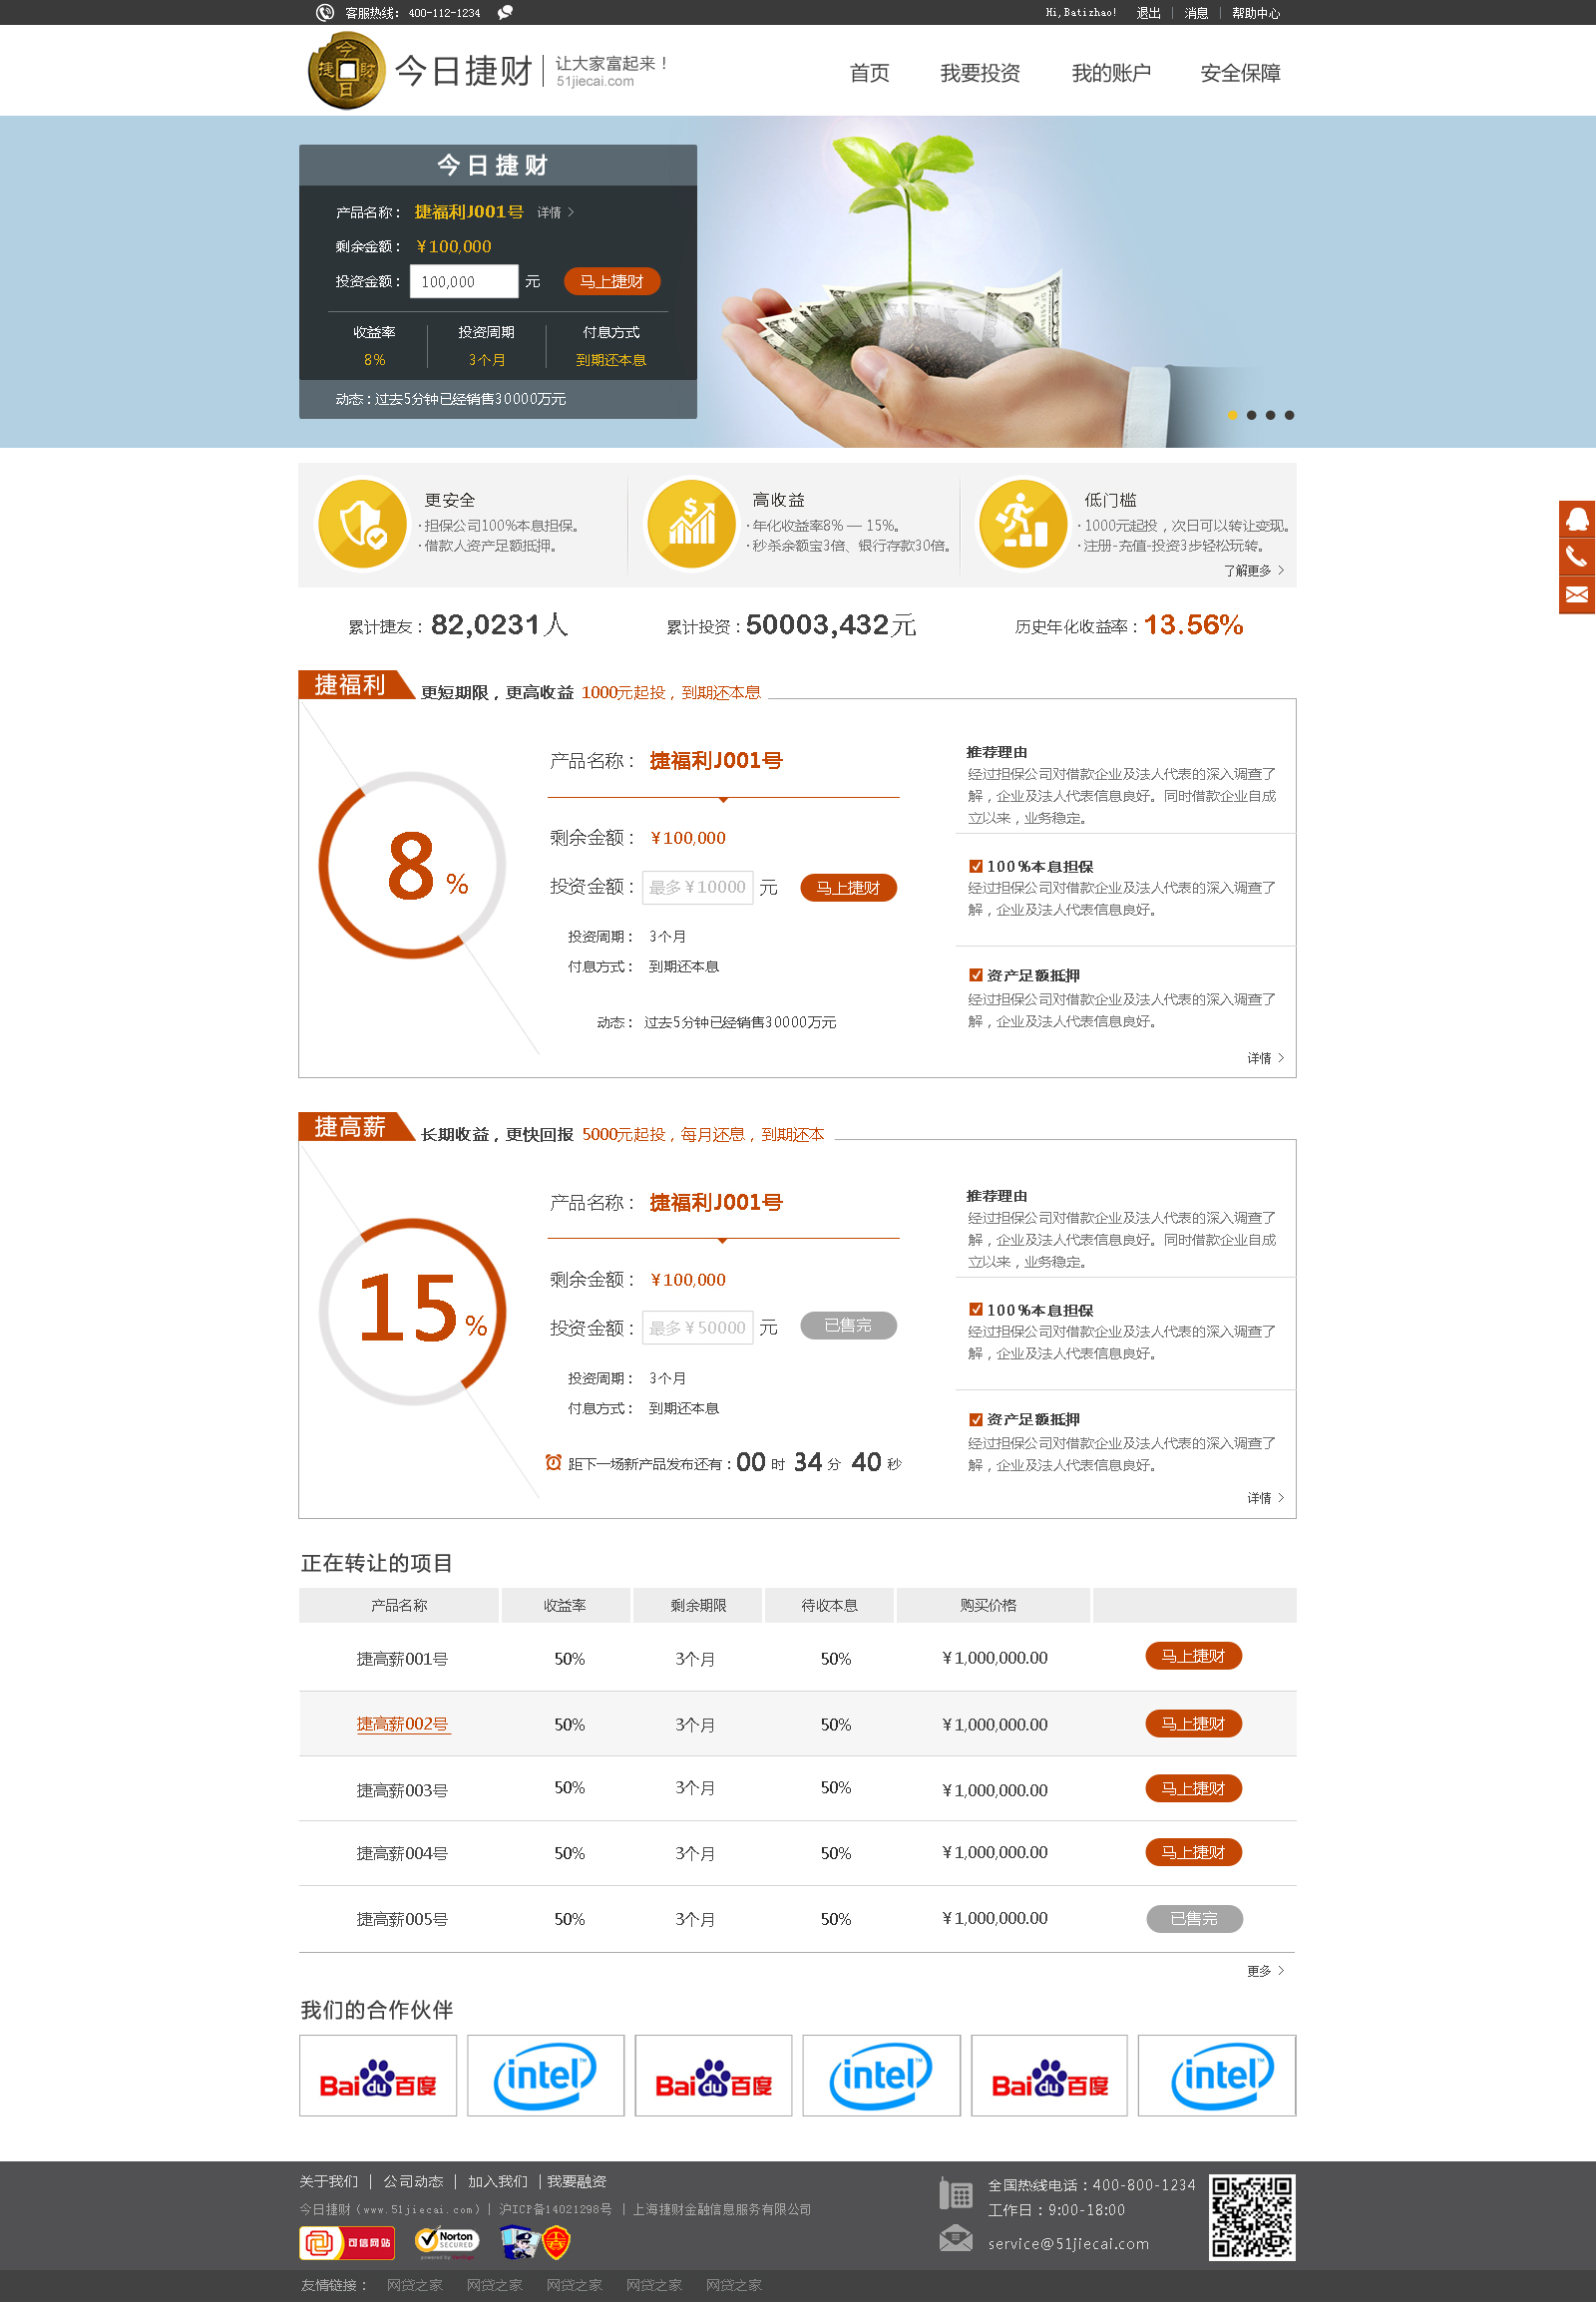 客服热线: 400-112-1234
Hi,Batizhao! 退出 | 消息 | 帮助中心
今日捷财 | 让大家富起来！
51jiecai.com
首页 我要投资 我的账户 安全保障
今日捷财
产品名称： 捷福利J001号 详情 >
剩余金额： ¥100,000
投资金额： 100,000 元 马上捷财
收益率 投资周期 付息方式
8% 3个月 到期还本息
动态：过去5分钟已经销售30000万元
更安全
·担保公司100%本息担保。
·借款人资产足额抵押。
高收益
·年化收益率8% — 15%。
·秒杀余额宝3倍、银行存款30倍。
低门槛
·1000元起投，次日可以转让变现。
·注册-充值-投资3步轻松玩转。
了解更多 >
累计捷友：82,0231人
累计投资：50003,432元
历史年化收益率：13.56%
捷福利 更短期限，更高收益 1000元起投，到期还本息
8%
产品名称： 捷福利J001号
剩余金额： ¥100,000
投资金额： 最多¥10000 元 马上捷财
投资周期： 3个月
付息方式： 到期还本息
动态： 过去5分钟已经销售30000万元
推荐理由
经过担保公司对借款企业及法人代表的深入调查了
解，企业及法人代表信息良好。同时借款企业自成
立以来，业务稳定。
100%本息担保
经过担保公司对借款企业及法人代表的深入调查了
解，企业及法人代表信息良好。
资产足额抵押
经过担保公司对借款企业及法人代表的深入调查了
解，企业及法人代表信息良好。
详情 >
捷高薪 长期收益，更快回报 5000元起投，每月还息，到期还本
15%
产品名称： 捷福利J001号
剩余金额： ¥100,000
投资金额： 最多¥50000 元 已售完
投资周期： 3个月
付息方式： 到期还本息
距下一场新产品发布还有：00 时 34 分 40 秒
推荐理由
经过担保公司对借款企业及法人代表的深入调查了
解，企业及法人代表信息良好。同时借款企业自成
立以来，业务稳定。
100%本息担保
经过担保公司对借款企业及法人代表的深入调查了
解，企业及法人代表信息良好。
资产足额抵押
经过担保公司对借款企业及法人代表的深入调查了
解，企业及法人代表信息良好。
详情 >
正在转让的项目
产品名称 收益率 剩余期限 待收本息 购买价格
捷高薪001号 50% 3个月 50% ¥1,000,000.00 马上捷财
捷高薪002号 50% 3个月 50% ¥1,000,000.00 马上捷财
捷高薪003号 50% 3个月 50% ¥1,000,000.00 马上捷财
捷高薪004号 50% 3个月 50% ¥1,000,000.00 马上捷财
捷高薪005号 50% 3个月 50% ¥1,000,000.00 已售完
更多 >
我们的合作伙伴
Bai du 百度 intel Bai du 百度 intel Bai du 百度 intel
关于我们 | 公司动态 | 加入我们 | 我要融资
今日捷财（www.51jiecai.com）| 沪ICP备14021298号 | 上海捷财金融信息服务有限公司
可信网站 Norton SECURED
全国热线电话：400-800-1234
工作日：9:00-18:00
service@51jiecai.com
友情链接： 网贷之家 网贷之家 网贷之家 网贷之家 网贷之家